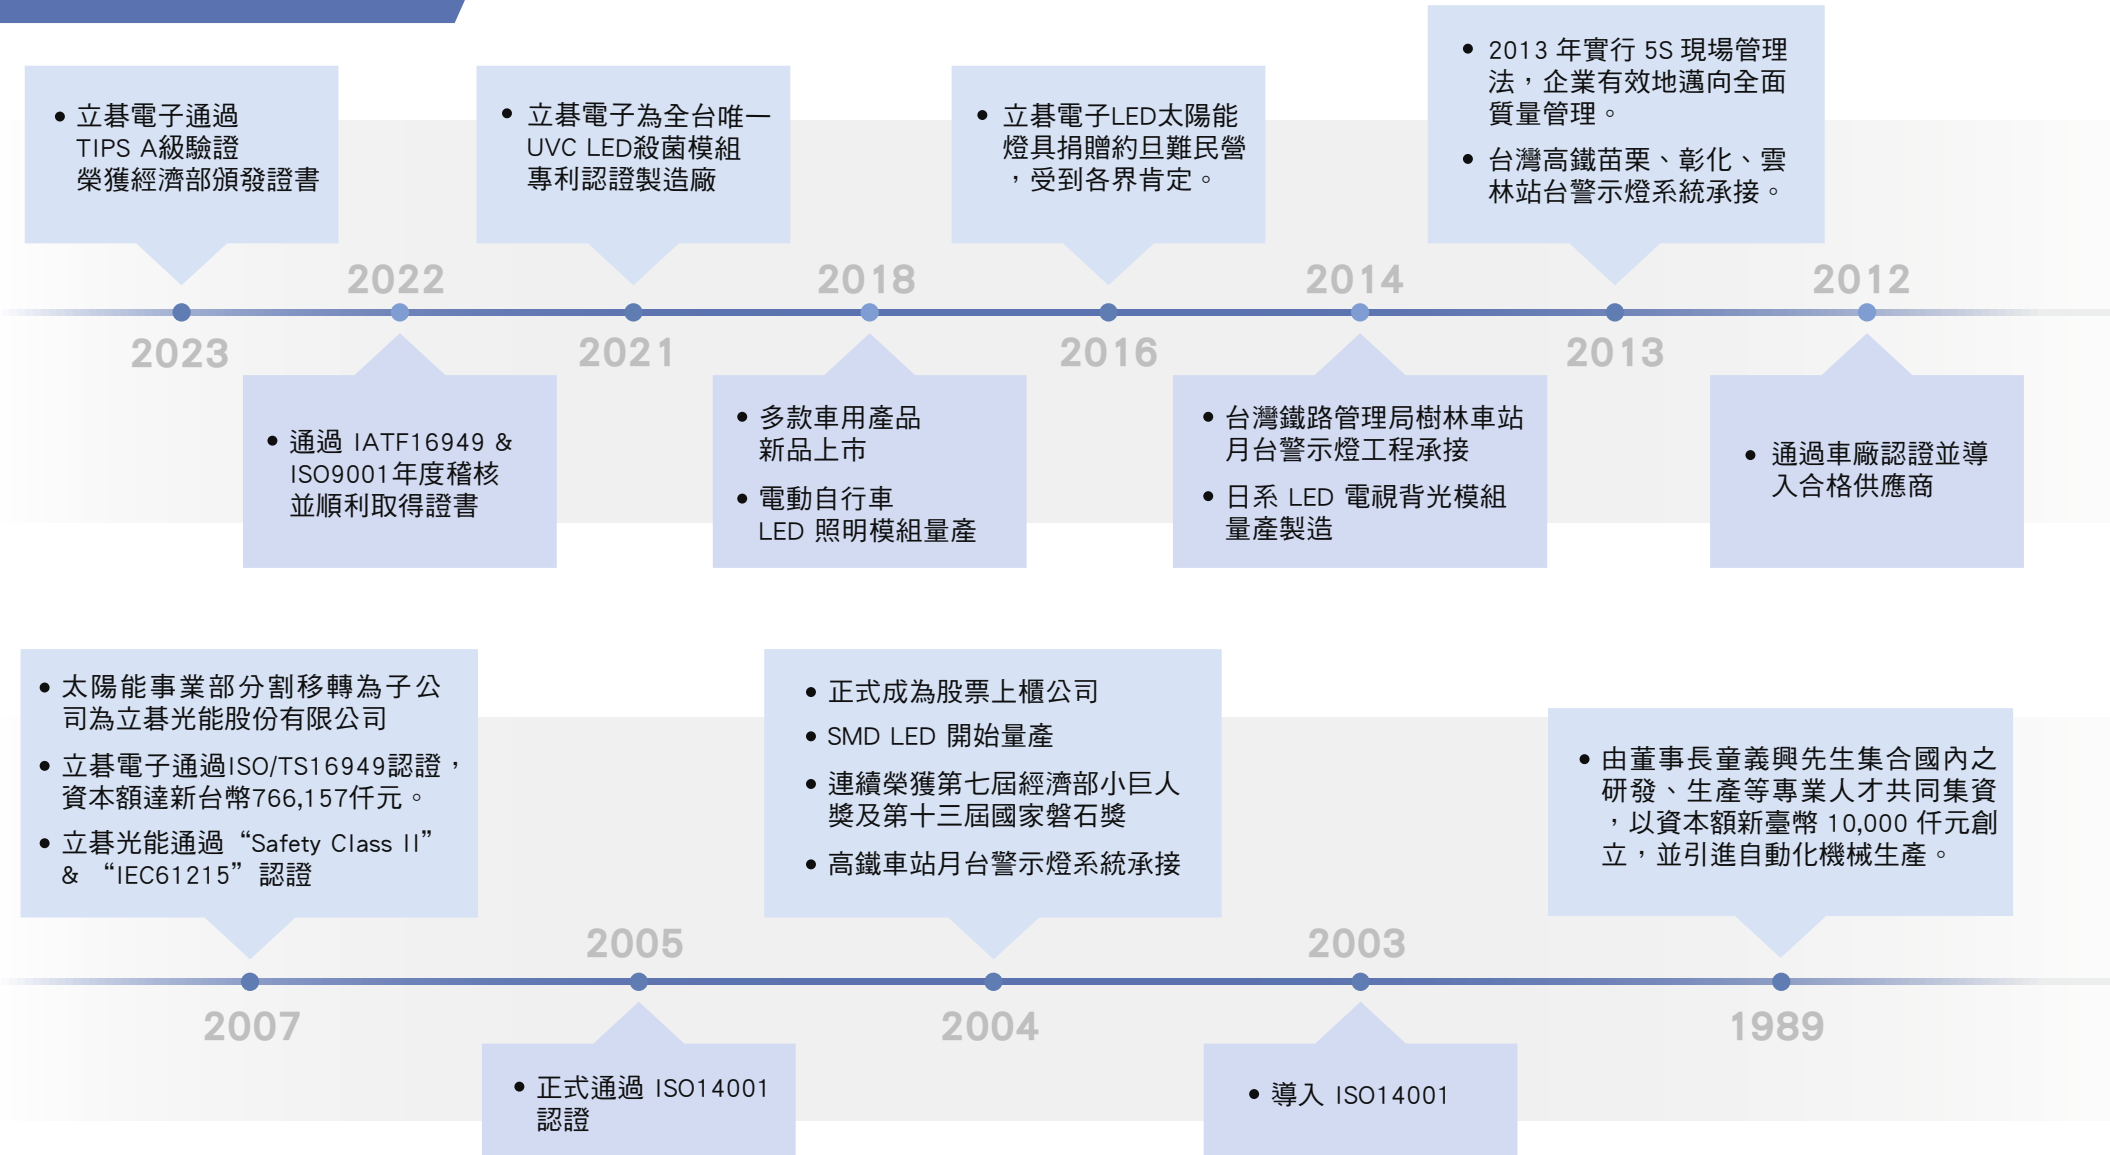 立碁電子通過
TIPS A級驗證
榮獲經濟部頒發證書
2023
2022
通過 IATF16949 &
ISO9001年度稽核
並順利取得證書
立碁電子為全台唯一
UVC LED殺菌模組
專利認證製造廠
2021
2018
多款車用產品
新品上市
電動自行車
LED 照明模組量產
立碁電子LED太陽能
燈具捐贈約旦難民營
，受到各界肯定。
2016
2014
台灣鐵路管理局樹林車站
月台警示燈工程承接
日系 LED 電視背光模組
量產製造
2013 年實行 5S 現場管理
法，企業有效地邁向全面
質量管理。
台灣高鐵苗栗、彰化、雲
林站台警示燈系統承接。
2013
2012
通過車廠認證並導
入合格供應商
太陽能事業部分割移轉為子公
司為立碁光能股份有限公司
立碁電子通過ISO/TS16949認證，
資本額達新台幣766,157仟元。
立碁光能通過“Safety Class II”
& “IEC61215”認證
2007
2005
正式通過 ISO14001
認證
正式成為股票上櫃公司
SMD LED 開始量產
連續榮獲第七屆經濟部小巨人
獎及第十三屆國家磐石獎
高鐵車站月台警示燈系統承接
2004
2003
導入 ISO14001
由董事長童義興先生集合國內之
研發、生產等專業人才共同集資
，以資本額新臺幣 10,000 仟元創
立，並引進自動化機械生產。
1989